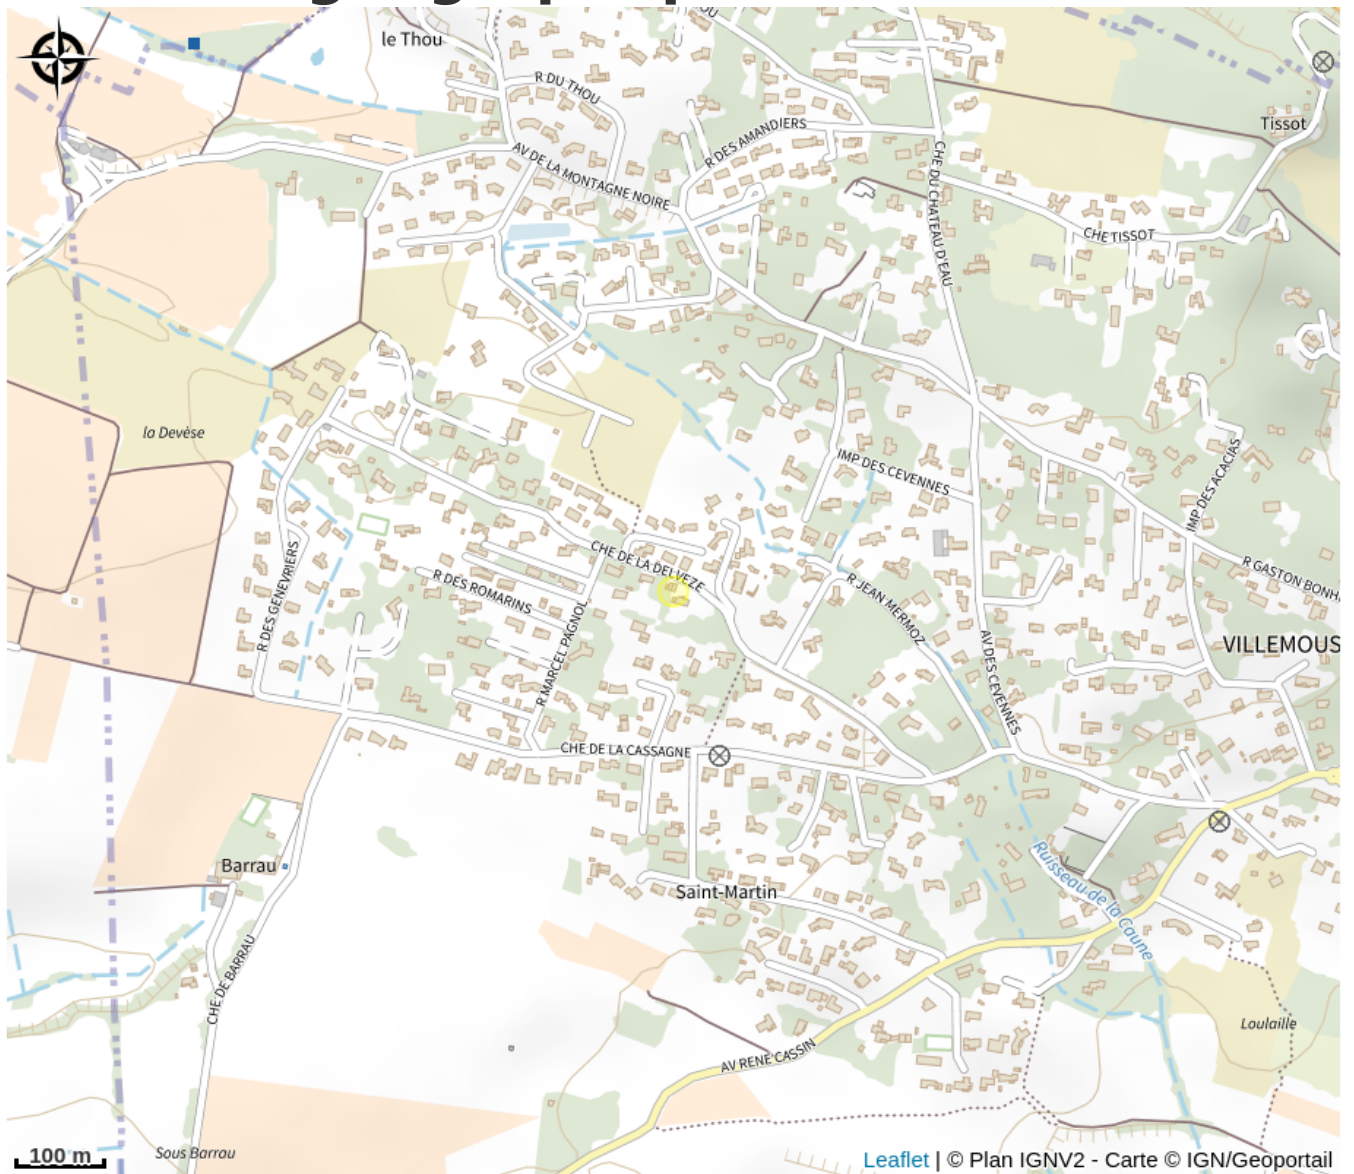 le Thou
R DU THOU
Tissot
R DES AMANDIERS
AV DE LA MONTAGNE NOIRE
CHE DU CHATEAU D'EAU
CHE TISSOT
la Devèse
IMP DES CEVENNES
IMP DES ACACIAS
CHE DE LA DELVEZE
R GASTON BONH
R DES ROMARINS
R JEAN MERMOZ
R DES GENEVRIERS
R MARCEL PAGNOL
AV DES CEVENNES
VILLEMOUS
CHE DE LA CASSAGNE
Barrau
Saint-Martin
Ruisseau de la Caune
CHE DE BARRAU
Loulaille
AV RENE CASSIN
Sous Barrau
100 m
Leaflet | © Plan IGNV2 - Carte © IGN/Geoportail